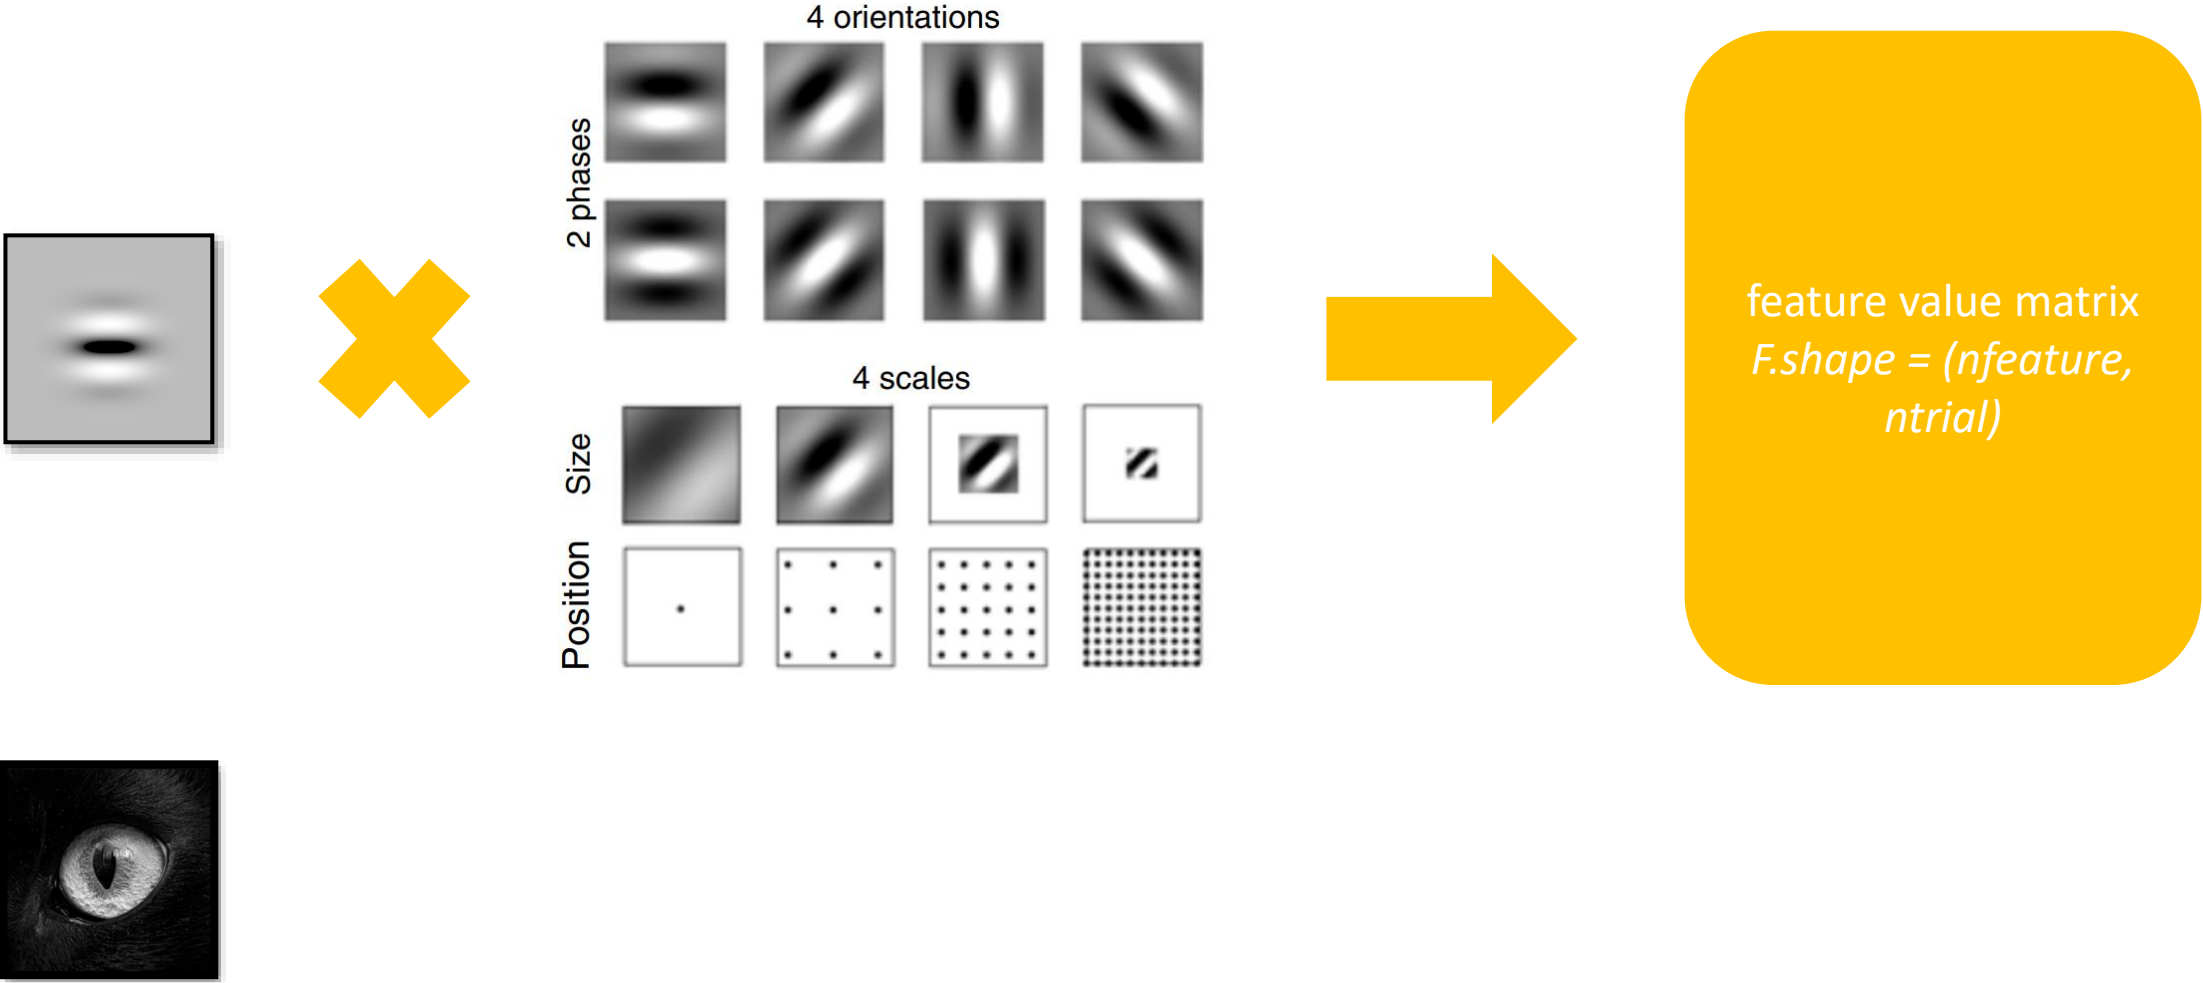 4 orientations
2 phases
4 scales
Size
Position
feature value matrix
F.shape = (nfeature,
ntrial)